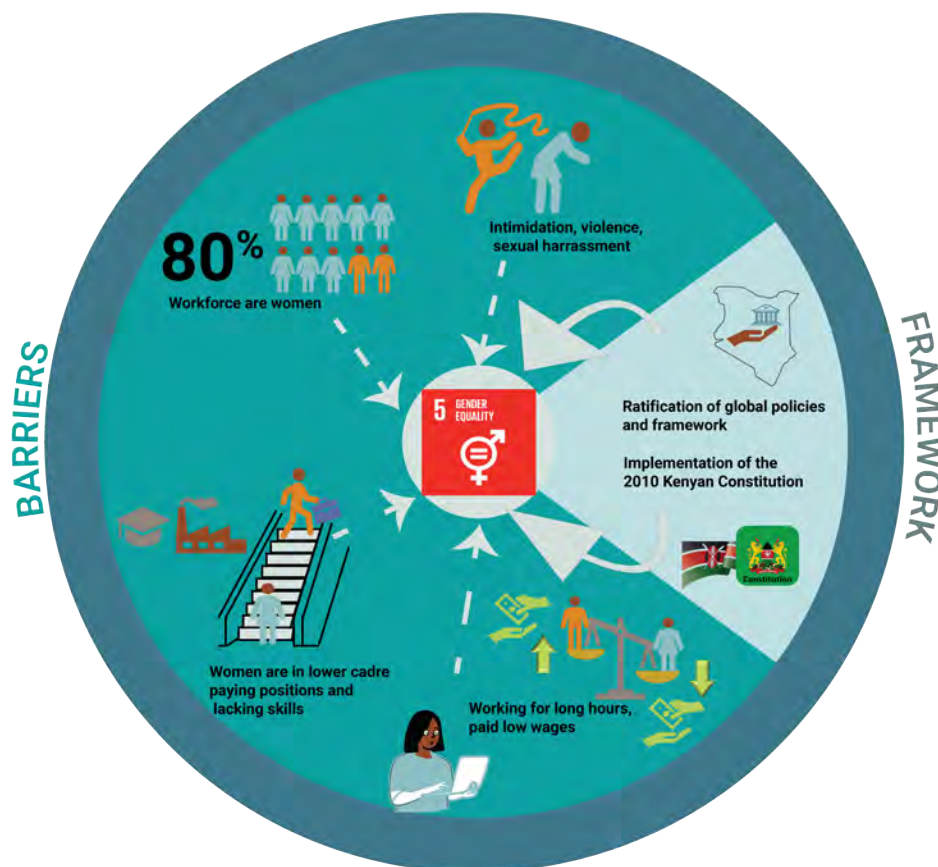 BARRIERS
80%
Workforce are women
Intimidation, violence,
sexual harrassment
5 GENDER
EQUALITY
Women are in lower cadre
paying positions and
lacking skills
Working for long hours,
paid low wages
Ratification of global policies
and framework
Implementation of the
2010 Kenyan Constitution
Constitution
FRAMEWORK